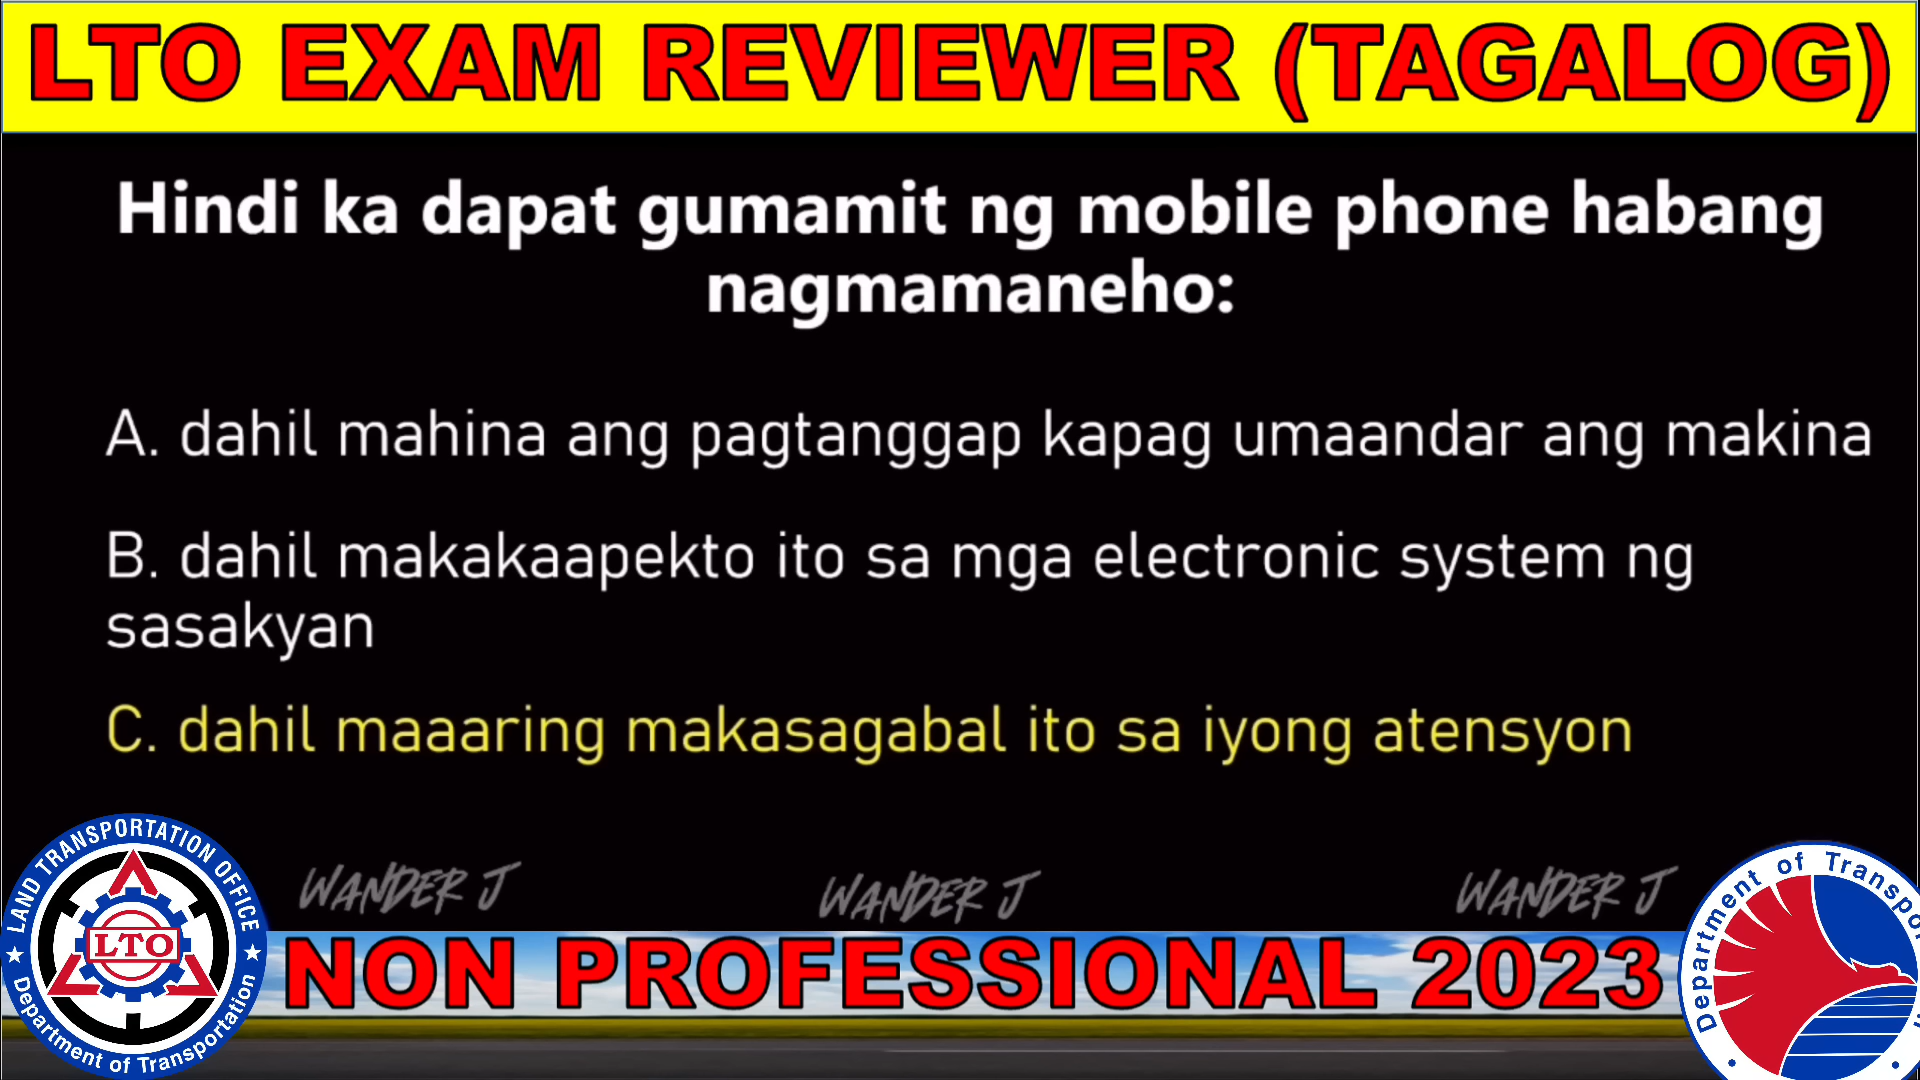 LTO EXAM REVIEWER (TAGALOG)
Hindi ka dapat gumamit ng mobile phone habang
nagmamaneho:
A. dahil mahina ang pagtanggap kapag umaandar ang makina
B. dahil makakaapekto ito sa mga electronic system ng
sasakyan
C. dahil maaaring makasagabal ito sa iyong atensyon
WANDER J
WANDER J
WANDER J
LAND TRANSPORTATION OFFICE
LTO
Department of Transportation
NON PROFESSIONAL 2023
Department of Transpor